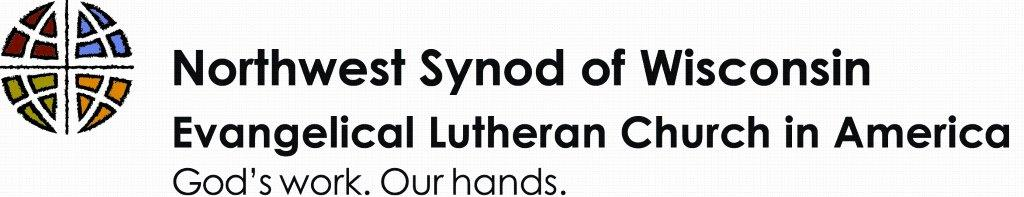 Northwest Synod of Wisconsin
Evangelical Lutheran Church in America
God's work. Our hands.